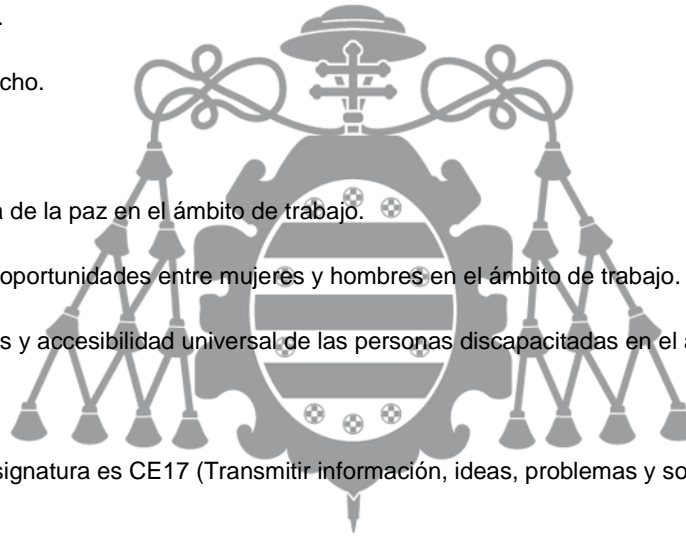 .
cho.
a de la paz en el ámbito de trabajo.
oportunidades entre mujeres y hombres en el ámbito de trabajo.
s y accesibilidad universal de las personas discapacitadas en el a
signatura es CE17 (Transmitir información, ideas, problemas y so